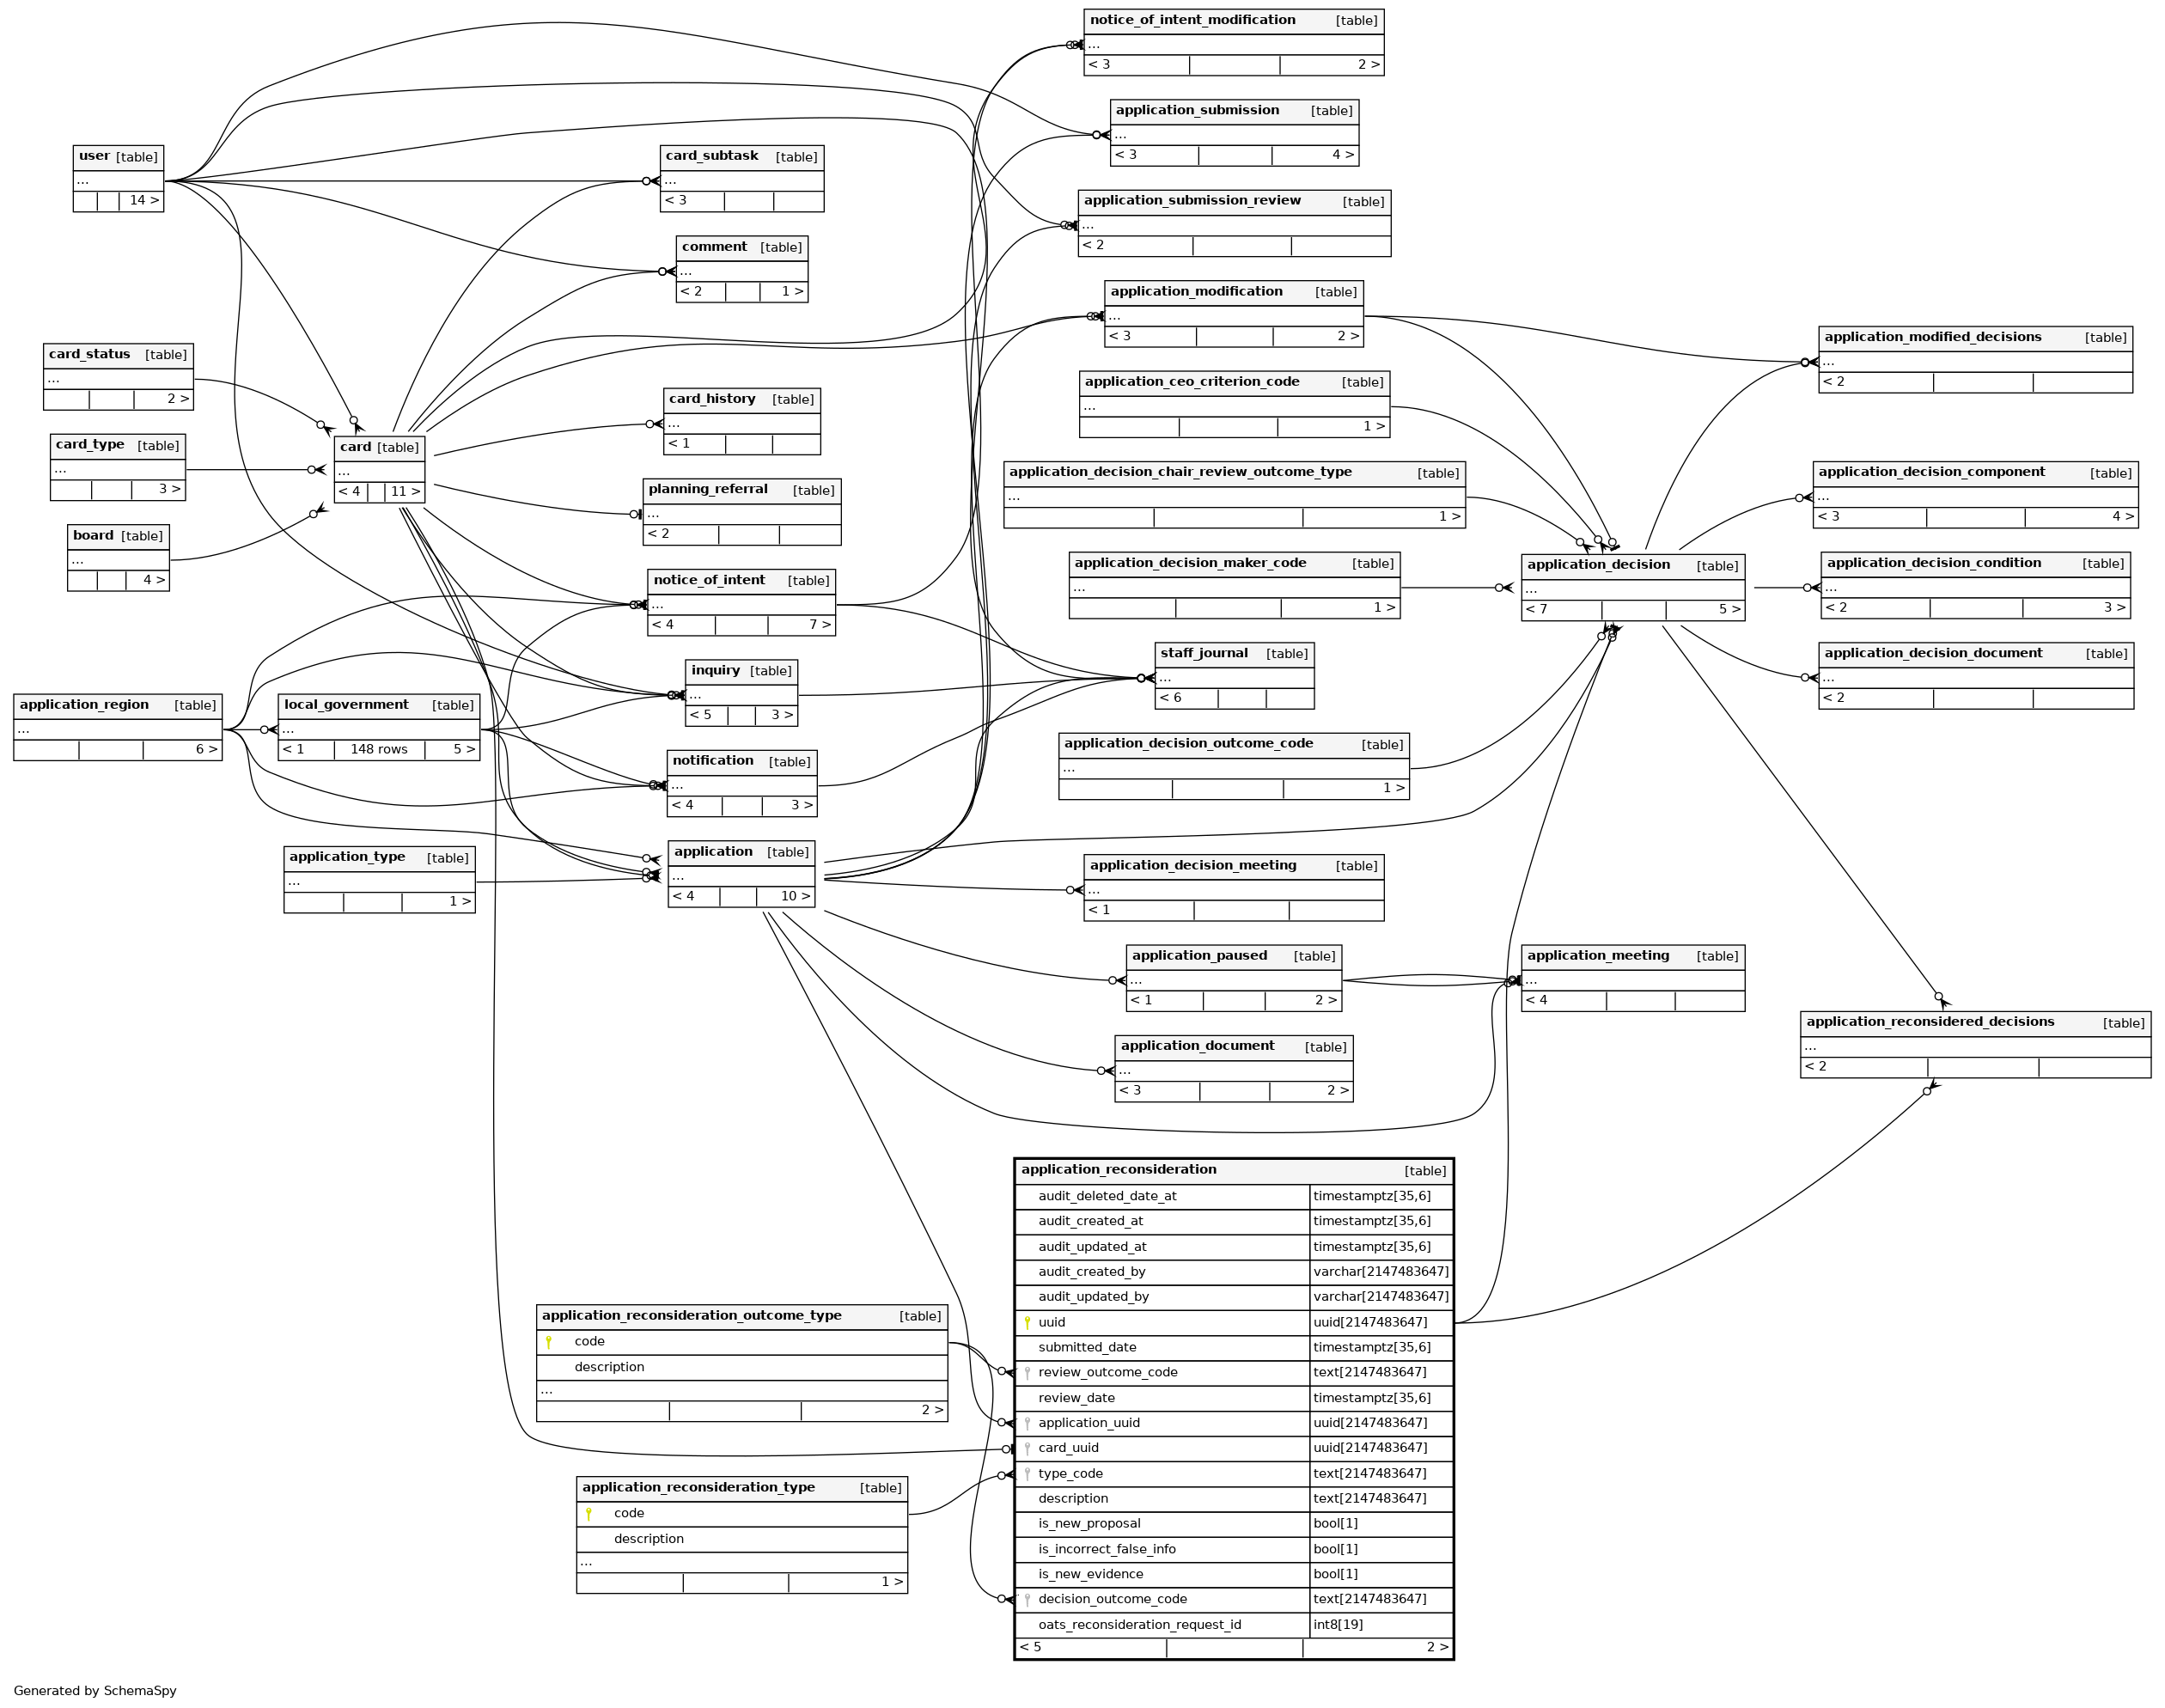 notice_of_intent_modification [table]
...
< 3 2 >
application_submission [table]
...
< 3 4 >
user [table]
...
14 >
card_subtask [table]
...
< 3
application_submission_review [table]
...
< 2
comment [table]
...
< 2 1 >
application_modification [table]
...
< 3 2 >
application_modified_decisions [table]
...
< 2
card_status [table]
...
2 >
application_ceo_criterion_code [table]
...
1 >
card_history [table]
...
< 1
card_type [table]
...
3 >
card [table]
...
< 4 11 >
application_decision_chair_review_outcome_type [table]
...
1 >
application_decision_component [table]
...
< 3 4 >
planning_referral [table]
...
< 2
board [table]
...
4 >
application_decision_maker_code [table]
...
1 >
application_decision [table]
...
< 7 5 >
application_decision_condition [table]
...
< 2 3 >
notice_of_intent [table]
...
< 4 7 >
staff_journal [table]
...
< 6
application_decision_document [table]
...
< 2
inquiry [table]
...
< 5 3 >
application_region [table]
...
6 >
local_government [table]
...
< 1 148 rows 5 >
application_decision_outcome_code [table]
...
1 >
notification [table]
...
< 4 3 >
application_type [table]
...
1 >
application [table]
...
< 4 10 >
application_decision_meeting [table]
...
< 1
application_paused [table]
...
< 1 2 >
application_meeting [table]
...
< 4
application_reconsidered_decisions [table]
...
< 2
application_document [table]
...
< 3 2 >
application_reconsideration [table]
audit_deleted_date_at timestamptz[35,6]
audit_created_at timestamptz[35,6]
audit_updated_at timestamptz[35,6]
audit_created_by varchar[2147483647]
audit_updated_by varchar[2147483647]
uuid uuid[2147483647]
submitted_date timestamptz[35,6]
review_outcome_code text[2147483647]
review_date timestamptz[35,6]
application_uuid uuid[2147483647]
card_uuid uuid[2147483647]
type_code text[2147483647]
description text[2147483647]
is_new_proposal bool[1]
is_incorrect_false_info bool[1]
is_new_evidence bool[1]
decision_outcome_code text[2147483647]
oats_reconsideration_request_id int8[19]
< 5 2 >
application_reconsideration_outcome_type [table]
code
description
...
2 >
application_reconsideration_type [table]
code
description
...
1 >
Generated by SchemaSpy